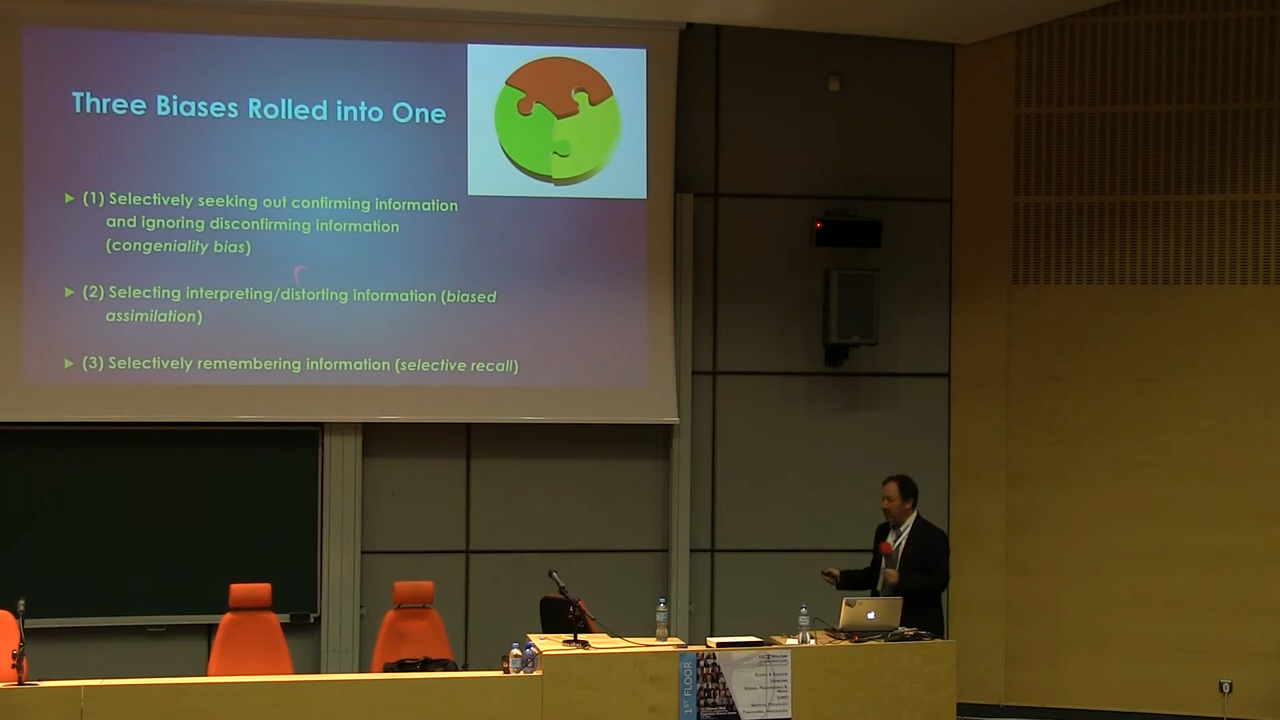 Three Biases Rolled into One
(1) Selectively seeking out confirming information
and ignoring disconfirming information
(congeniality bias)
(2) Selecting interpreting/distorting information (biased
assimilation)
(3) Selectively remembering information (selective recall)
1ST FLOOR